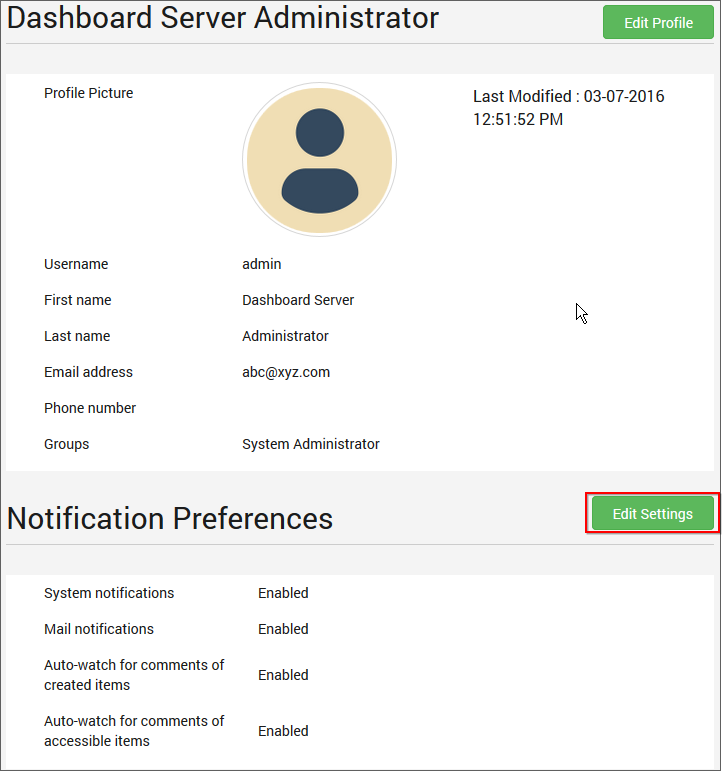 Dashboard Server Administrator
Edit Profile
Profile Picture
Last Modified : 03-07-2016
12:51:52 PM
Username admin
First name Dashboard Server
Last name Administrator
Email address abc@xyz.com
Phone number
Groups System Administrator
Notification Preferences
Edit Settings
System notifications Enabled
Mail notifications Enabled
Auto-watch for comments of
created items
Enabled
Auto-watch for comments of
accessible items
Enabled